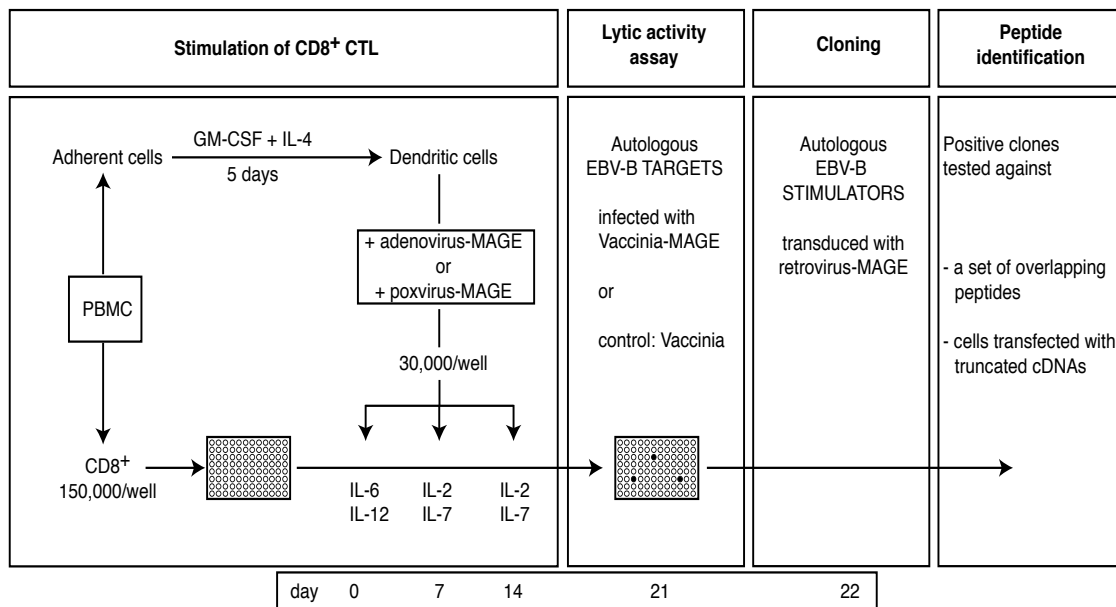 Stimulation of CD8+ CTL
Lytic activity
assay
Cloning
Peptide
identification
Adherent cells
GM-CSF + IL-4
5 days
Dendritic cells
+ adenovirus-MAGE
or
+ poxvirus-MAGE
PBMC
30,000/well
CD8+
150,000/well
IL-6
IL-12
IL-2
IL-7
IL-2
IL-7
Autologous
EBV-B TARGETS
infected with
Vaccinia-MAGE
or
control: Vaccinia
Autologous
EBV-B
STIMULATORS
transduced with
retrovirus-MAGE
Positive clones
tested against
- a set of overlapping
peptides
- cells transfected with
truncated cDNAs
day 0 7 14 21 22